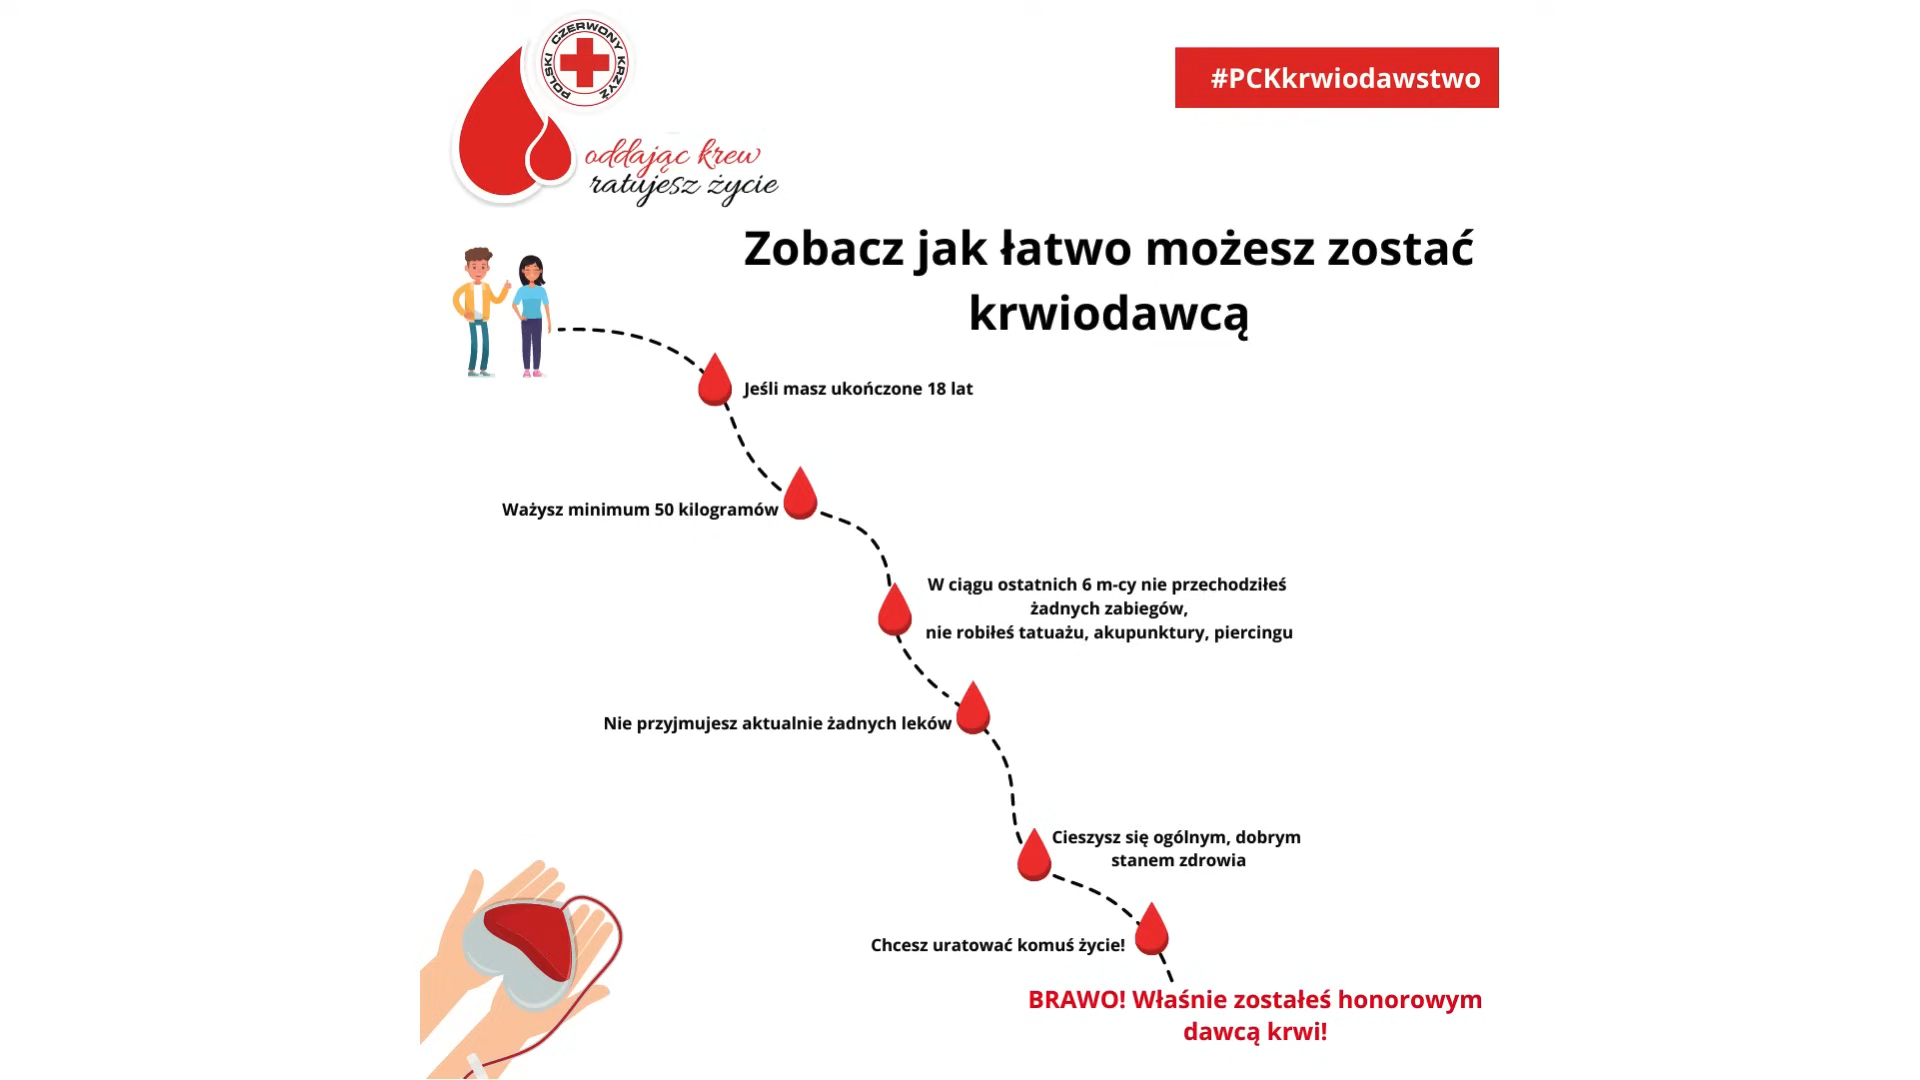 POLSKI CZERWONY KRZYŻ
#PCKkrwiodawstwo
oddając krew
ratujesz życie
Zobacz jak łatwo możesz zostać
krwiodawcą
Jeśli masz ukończone 18 lat
Ważysz minimum 50 kilogramów
W ciągu ostatnich 6 m-cy nie przechodziłeś
żadnych zabiegów,
nie robiłeś tatuażu, akupunktury, piercingu
Nie przyjmujesz aktualnie żadnych leków
Cieszysz się ogólnym, dobrym
stanem zdrowia
Chcesz uratować komuś życie!
BRAWO! Właśnie zostałeś honorowym
dawcą krwi!